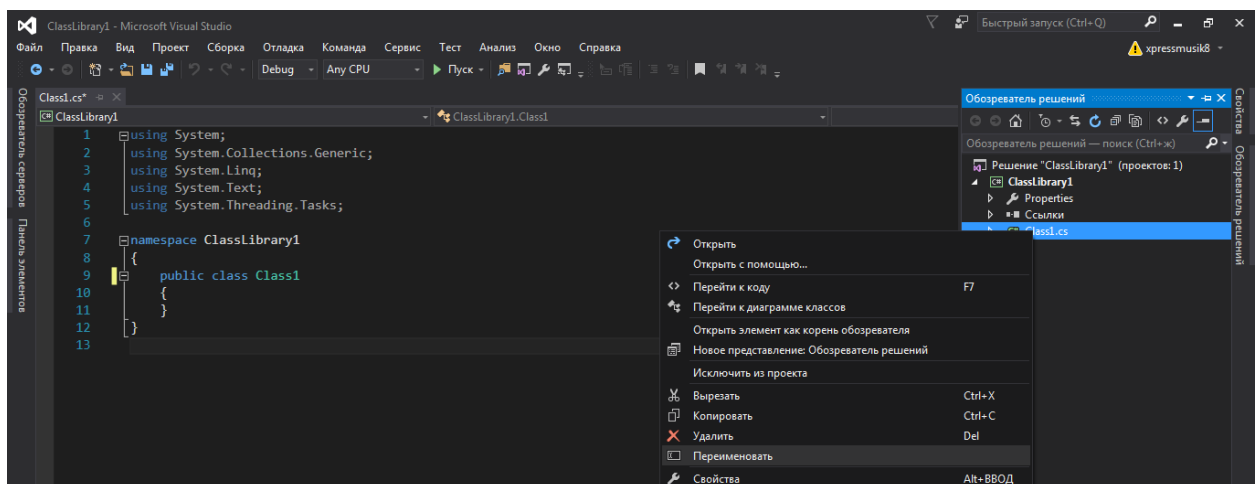 ClassLibrary1 - Microsoft Visual Studio
Быстрый запуск (Ctrl+Q)
Файл Правка Вид Проект Сборка Отладка Команда Сервис Тест Анализ Окно Справка
xpressmusik8
Debug Any CPU Пуск
Обозреватель серверов
Панель элементов
Class1.cs*
ClassLibrary1
ClassLibrary1.Class1
1 using System;
2 using System.Collections.Generic;
3 using System.Linq;
4 using System.Text;
5 using System.Threading.Tasks;
6
7 namespace ClassLibrary1
8 {
9 public class Class1
10 {
11 }
12 }
13
Открыть
Открыть с помощью...
Перейти к коду F7
Перейти к диаграмме классов
Открыть элемент как корень обозревателя
Новое представление: Обозреватель решений
Исключить из проекта
Вырезать Ctrl+X
Копировать Ctrl+C
Удалить Del
Переименовать
Свойства Alt+ВВОД
Обозреватель решений
Обозреватель решений — поиск (Ctrl+ж)
Решение "ClassLibrary1" (проектов: 1)
C# ClassLibrary1
Properties
Ссылки
Class1.cs
Свойства
Обозреватель решений